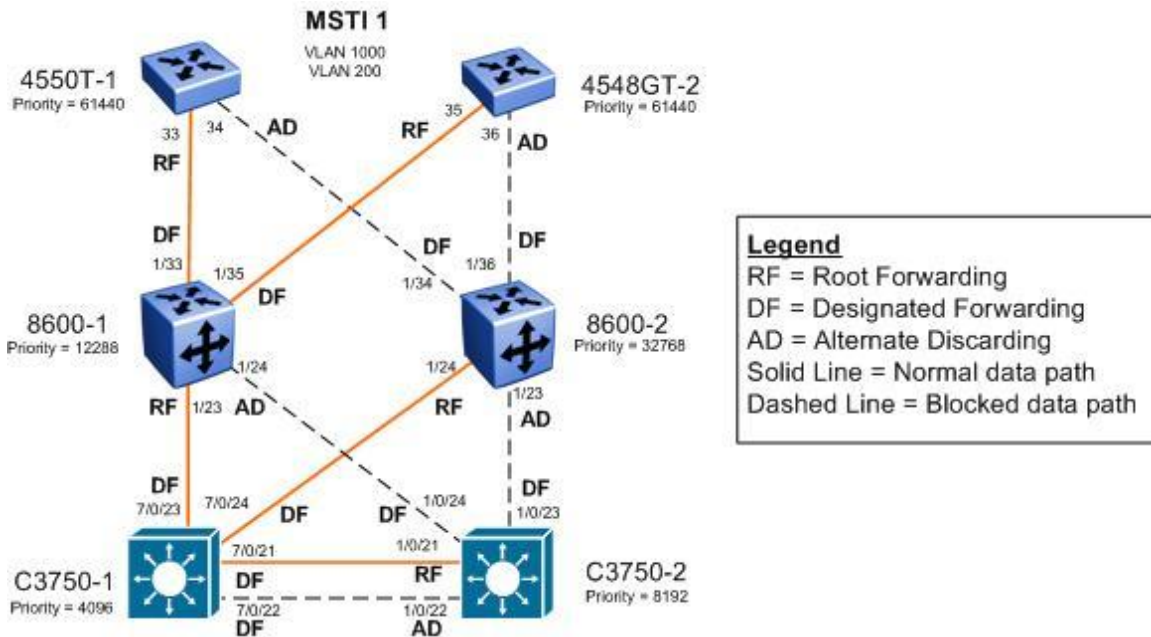 MSTI 1
VLAN 1000
VLAN 200
4550T-1
Priority = 61440
4548GT-2
Priority = 61440
33
34
AD
RF
35
RF
36
AD
DF
1/33
1/35
DF
DF
1/34
1/36
DF
8600-1
Priority = 12288
8600-2
Priority = 32768
1/24
RF
1/23
AD
1/24
RF
1/23
AD
DF
7/0/23
7/0/24
DF
1/0/24
DF
DF
1/0/23
7/0/21
DF
1/0/21
RF
C3750-1
Priority = 4096
C3750-2
Priority = 8192
7/0/22
DF
1/0/22
AD
Legend
RF = Root Forwarding
DF = Designated Forwarding
AD = Alternate Discarding
Solid Line = Normal data path
Dashed Line = Blocked data path